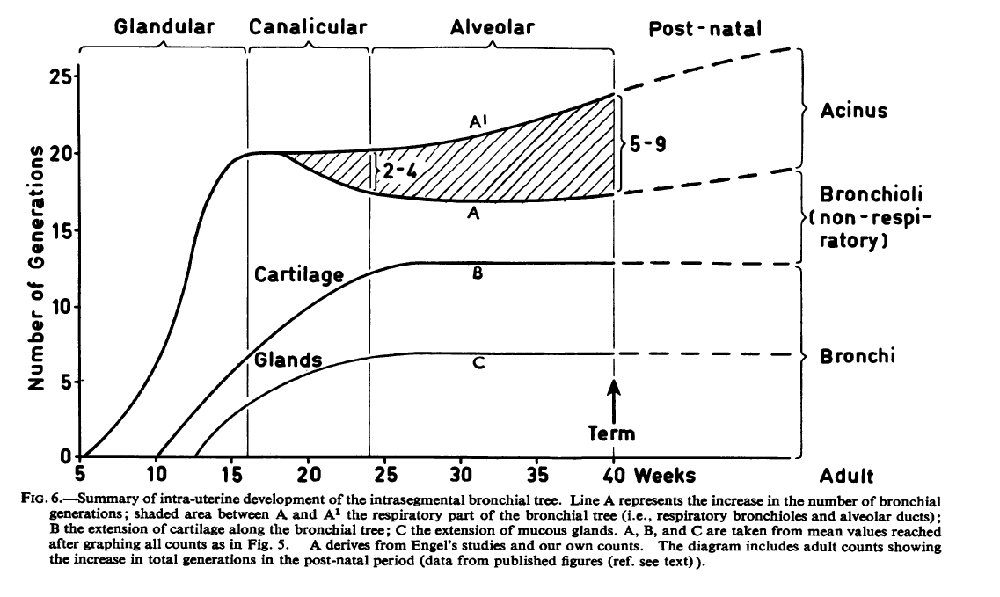 Glandular Canalicular Alveolar Post-natal
25
20
15
10
5
0
Number of Generations
A¹
2-4
5-9
A
Acinus
Bronchioli
(non-respi-
ratory)
Cartilage
B
Glands
C
Bronchi
Term
5 10 15 20 25 30 35 40 Weeks Adult
FIG. 6.—Summary of intra-uterine development of the intrasegmental bronchial tree. Line A represents the increase in the number of bronchial
generations; shaded area between A and A¹ the respiratory part of the bronchial tree (i.e., respiratory bronchioles and alveolar ducts);
B the extension of cartilage along the bronchial tree; C the extension of mucous glands. A, B, and C are taken from mean values reached
after graphing all counts as in Fig. 5. A derives from Engel's studies and our own counts. The diagram includes adult counts showing
the increase in total generations in the post-natal period (data from published figures (ref. see text)).